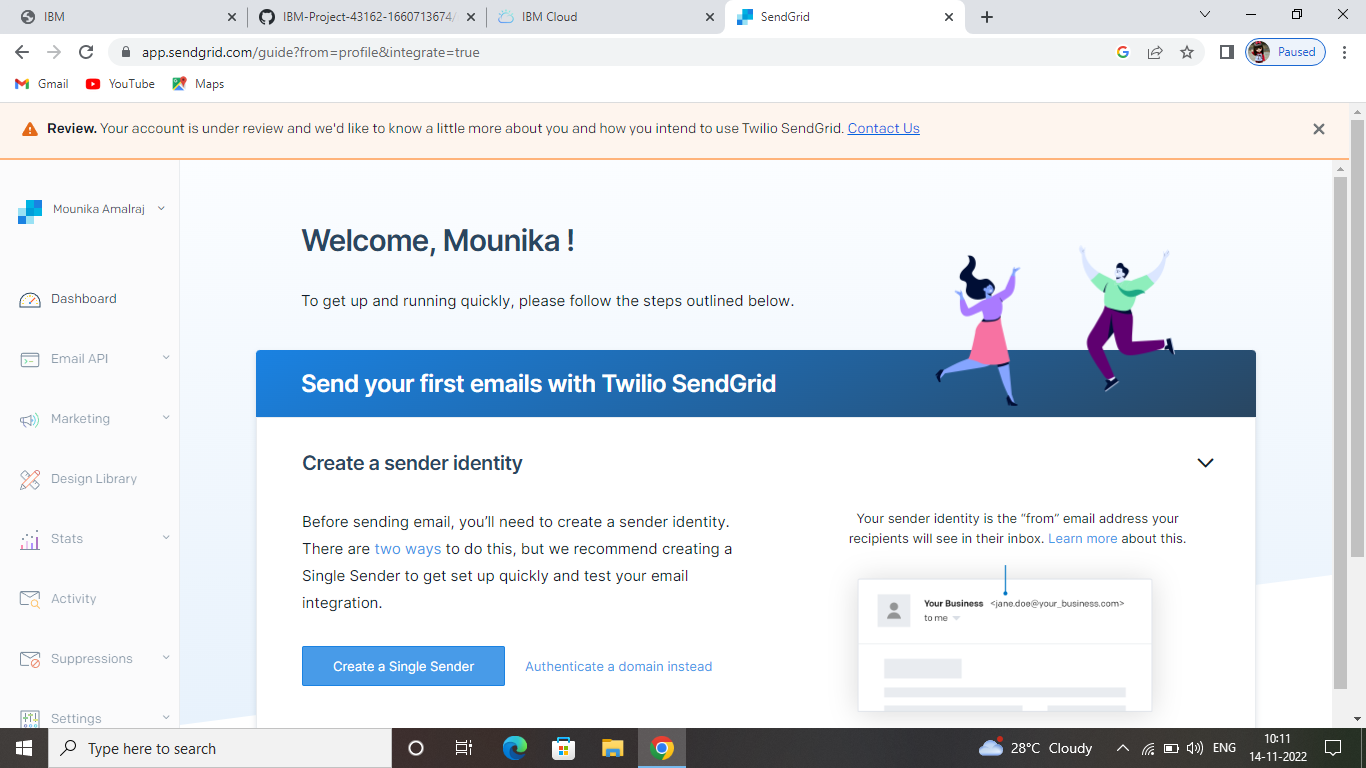 IBM
IBM-Project-43162-1660713674/
IBM Cloud
SendGrid
app.sendgrid.com/guide?from=profile&integrate=true
Paused
Gmail
YouTube
Maps
Review. Your account is under review and we'd like to know a little more about you and how you intend to use Twilio SendGrid. Contact Us
Mounika Amalraj
Dashboard
Email API
Marketing
Design Library
Stats
Activity
Suppressions
Settings
Welcome, Mounika !
To get up and running quickly, please follow the steps outlined below.
Send your first emails with Twilio SendGrid
Create a sender identity
Before sending email, you’ll need to create a sender identity.
There are two ways to do this, but we recommend creating a
Single Sender to get set up quickly and test your email
integration.
Create a Single Sender
Authenticate a domain instead
Your sender identity is the “from” email address your
recipients will see in their inbox. Learn more about this.
Your Business <jane.doe@your_business.com>
to me
Type here to search
28°C Cloudy
ENG
10:11
14-11-2022